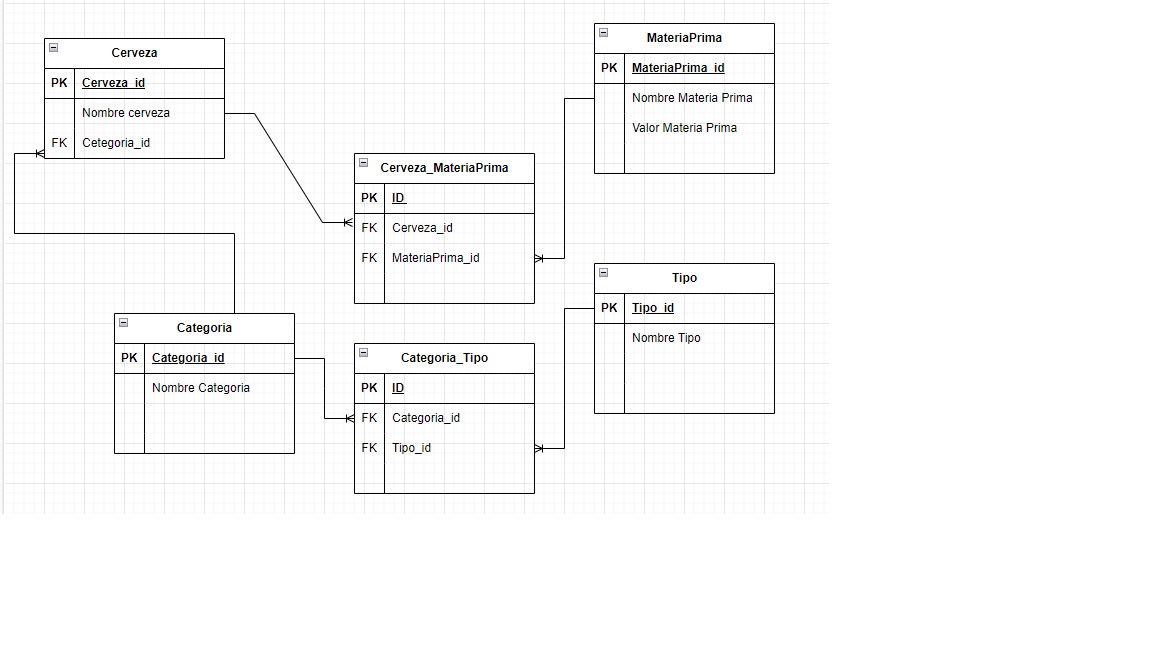 Cerveza
PK Cerveza_id
Nombre cerveza
FK Cetegoria_id
MateriaPrima
PK MateriaPrima_id
Nombre Materia Prima
Valor Materia Prima
Cerveza_MateriaPrima
PK ID
FK Cerveza_id
FK MateriaPrima_id
Tipo
PK Tipo_id
Nombre Tipo
Categoria
PK Categoria_id
Nombre Categoria
Categoria_Tipo
PK ID
FK Categoria_id
FK Tipo_id